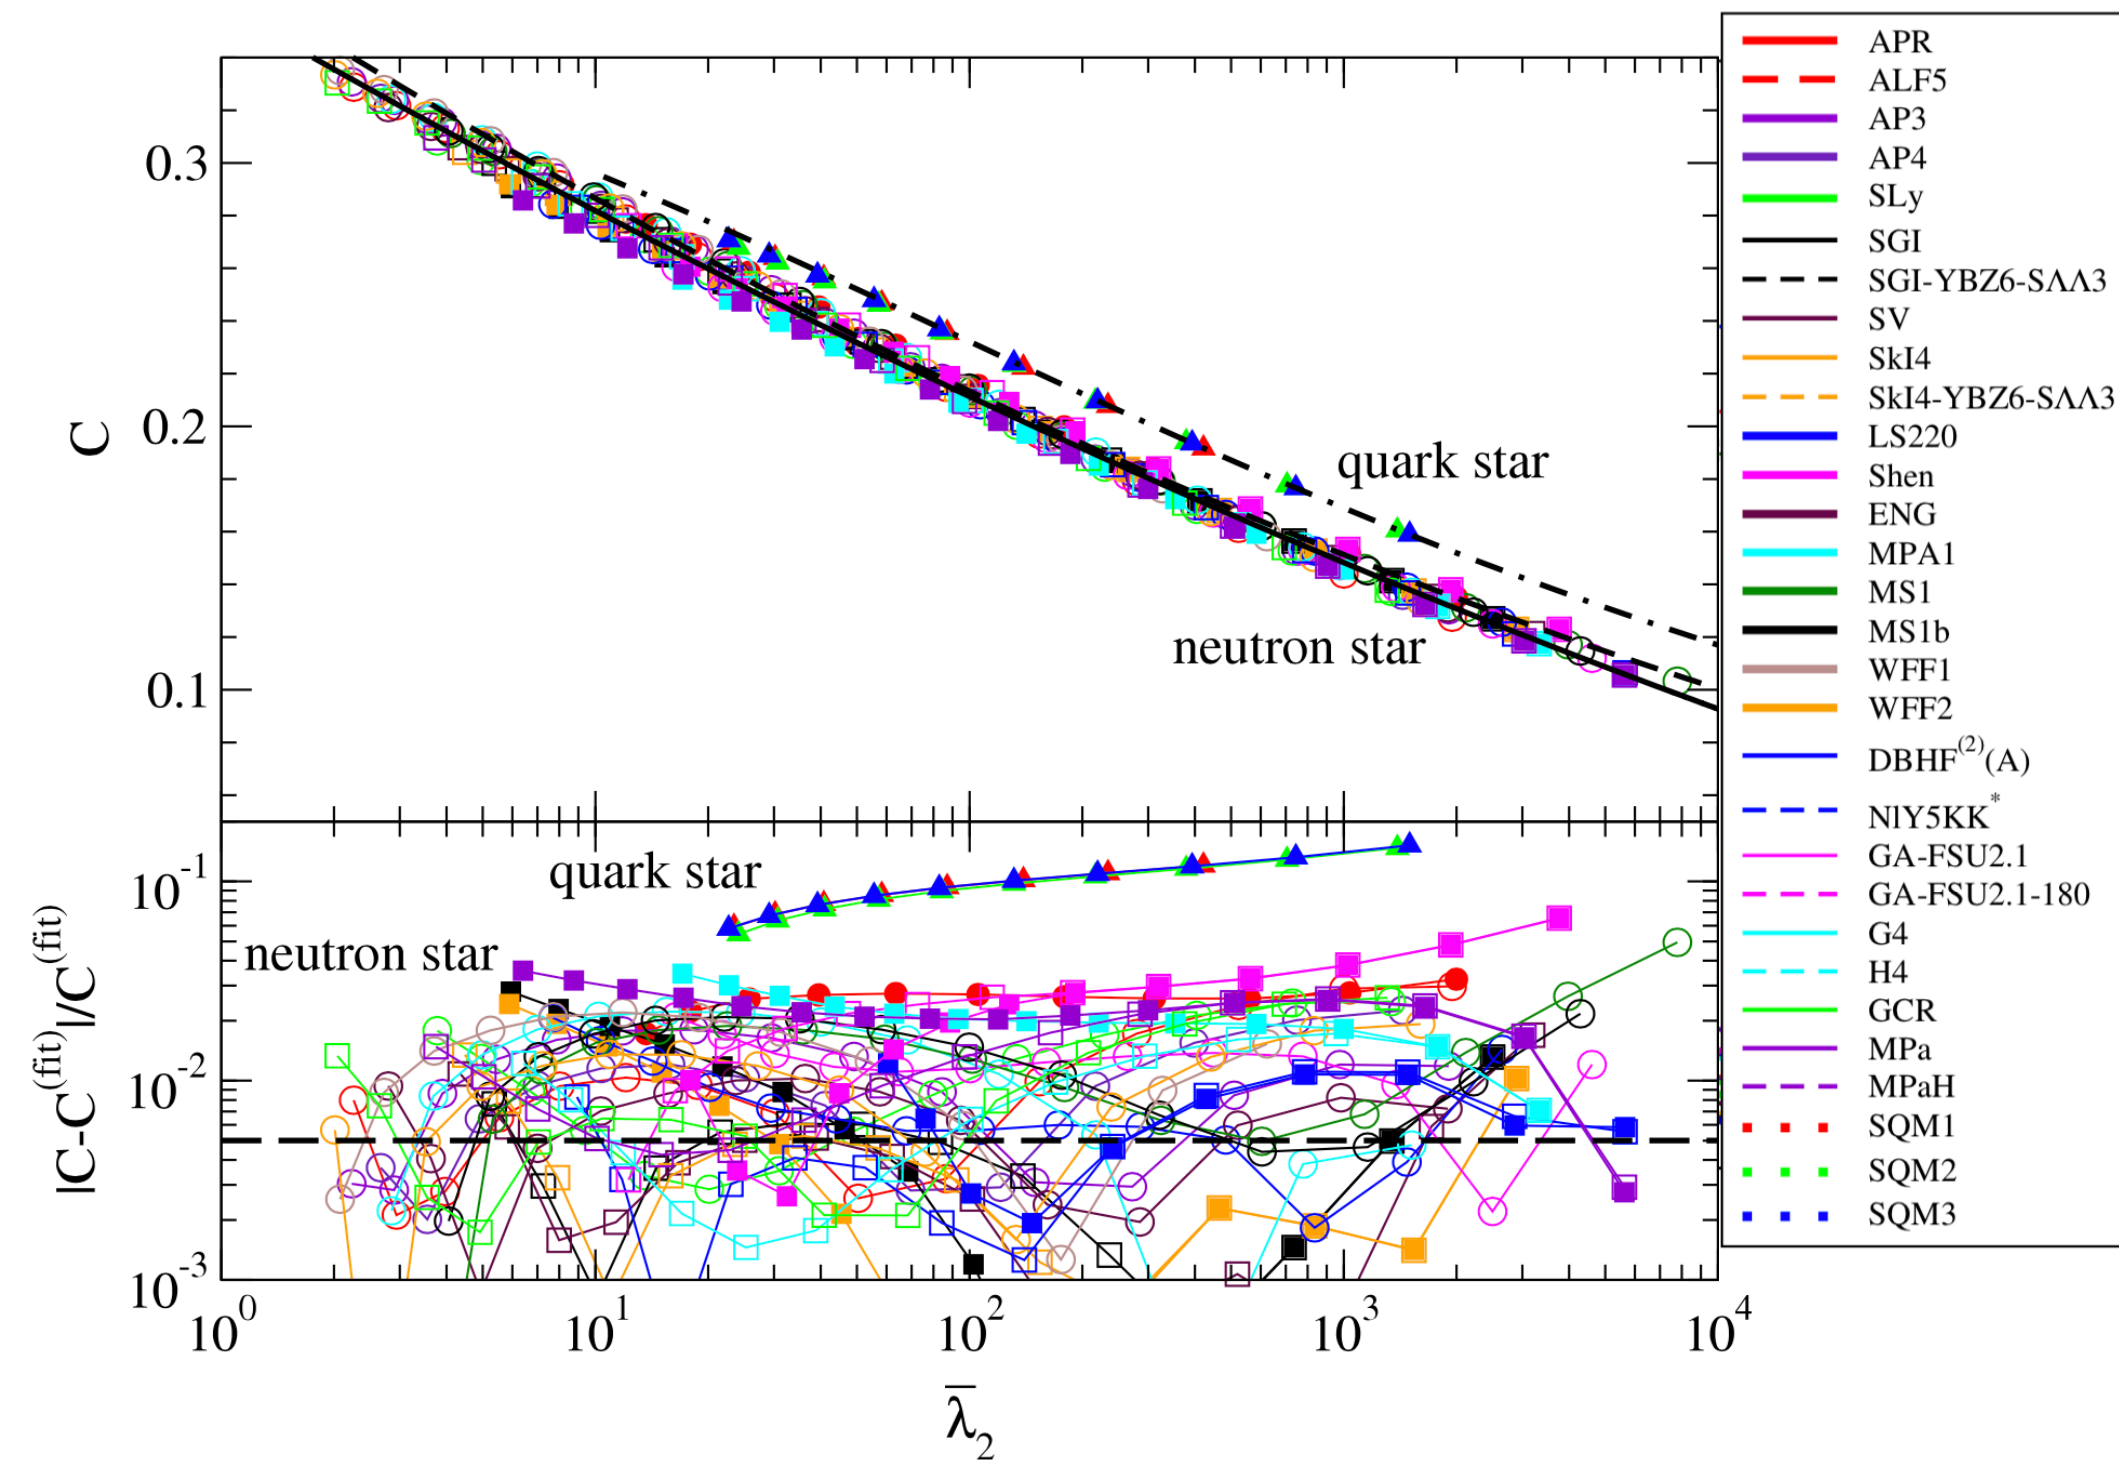 0.3
0.2
0.1
C
quark star
neutron star
quark star
neutron star
10^-1
10^-2
10^-3
|C-C^(fit)|/C^(fit)
10^0
10^1
10^2
10^3
10^4
λ̅_2
APR
ALF5
AP3
AP4
SLy
SGI
SGI-YBZ6-SΛΛ3
SV
SkI4
SkI4-YBZ6-SΛΛ3
LS220
Shen
ENG
MPA1
MS1
MS1b
WFF1
WFF2
DBHF^(2)(A)
NlY5KK^*
GA-FSU2.1
GA-FSU2.1-180
G4
H4
GCR
MPa
MPaH
SQM1
SQM2
SQM3